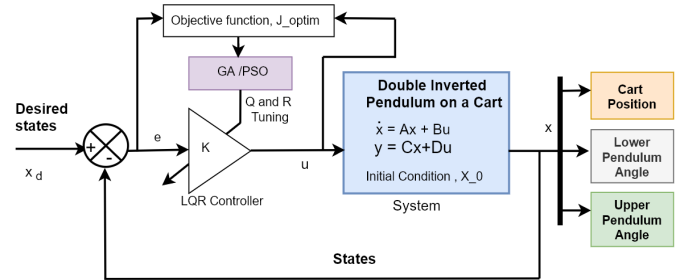 Objective function, J_optim
GA /PSO
Q and R
Tuning
Desired
states
x d
+
-
e
K
LQR Controller
u
Double Inverted
Pendulum on a Cart
ẋ = Ax + Bu
y = Cx+Du
Initial Condition , X_0
System
x
Cart
Position
Lower
Pendulum
Angle
Upper
Pendulum
Angle
States